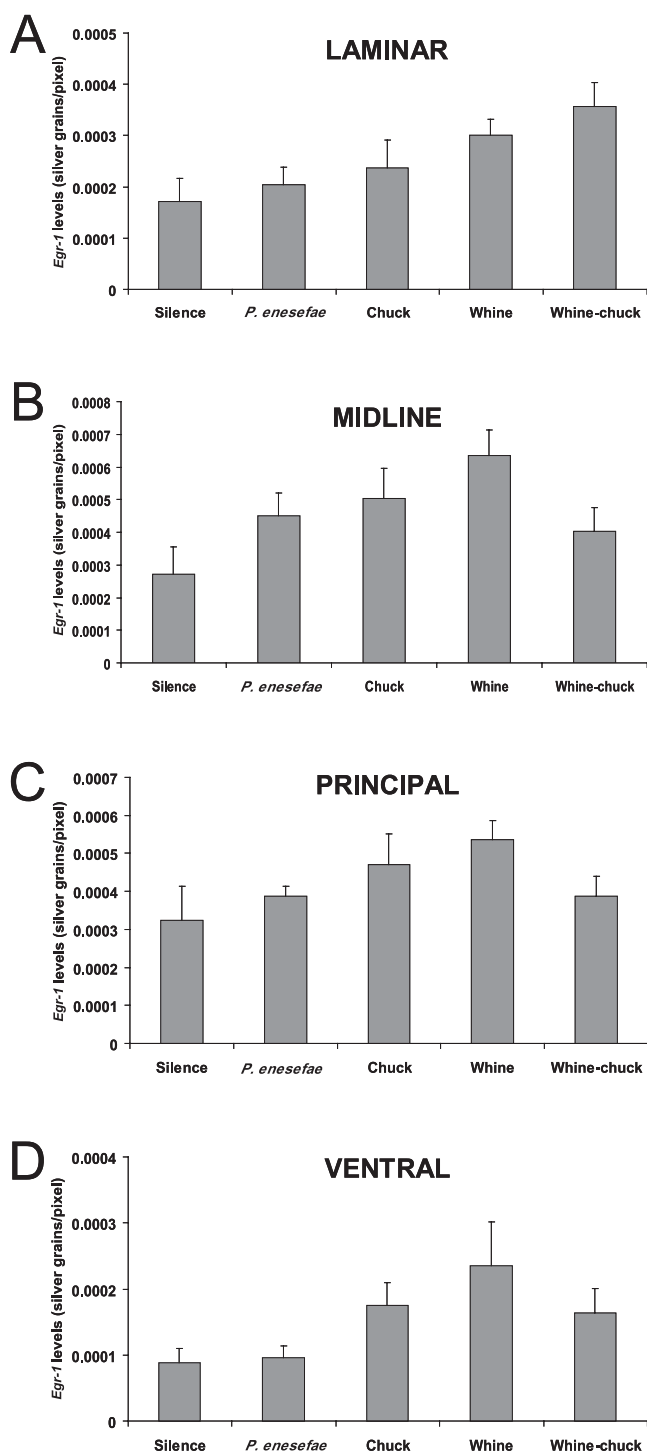 A
LAMINAR
Egr-1 levels (silver grains/pixel)
0.0005
0.0004
0.0003
0.0002
0.0001
0
Silence P. enesefae Chuck Whine Whine-chuck
B
MIDLINE
Egr-1 levels (silver grains/pixel)
0.0008
0.0007
0.0006
0.0005
0.0004
0.0003
0.0002
0.0001
0
Silence P. enesefae Chuck Whine Whine-chuck
C
PRINCIPAL
Egr-1 levels (silver grains/pixel)
0.0007
0.0006
0.0005
0.0004
0.0003
0.0002
0.0001
0
Silence P. enesefae Chuck Whine Whine-chuck
D
VENTRAL
Egr-1 levels (silver grains/pixel)
0.0004
0.0003
0.0002
0.0001
0
Silence P. enesefae Chuck Whine Whine-chuck